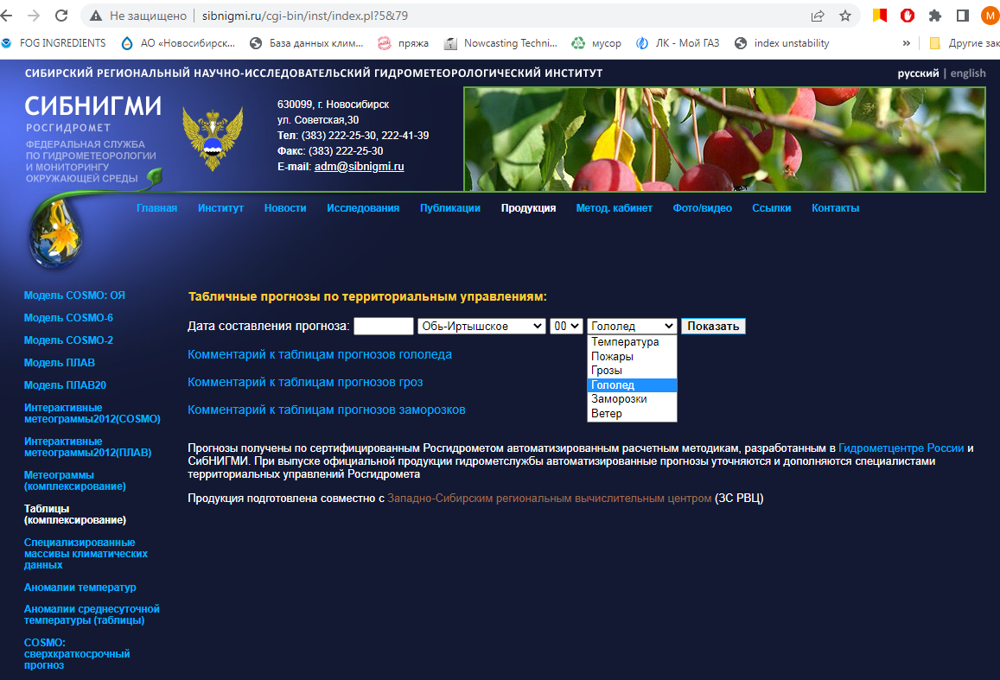 Не защищено
sibnigmi.ru/cgi-bin/inst/index.pl?5&79
M
FOG INGREDIENTS
АО «Новосибирск...
База данных клим...
пряжа
Nowcasting Techni...
мусор
ЛК - Мой ГАЗ
index unstability
»
Другие зак
СИБИРСКИЙ РЕГИОНАЛЬНЫЙ НАУЧНО-ИССЛЕДОВАТЕЛЬСКИЙ ГИДРОМЕТЕОРОЛОГИЧЕСКИЙ ИНСТИТУТ
русский | english
СИБНИГМИ
РОСГИДРОМЕТ
ФЕДЕРАЛЬНАЯ СЛУЖБА
ПО ГИДРОМЕТЕОРОЛОГИИ
И МОНИТОРИНГУ
ОКРУЖАЮЩЕЙ СРЕДЫ
630099, г. Новосибирск
ул. Советская,30
Тел: (383) 222-25-30, 222-41-39
Факс: (383) 222-25-30
E-mail: adm@sibnigmi.ru
Главная Институт Новости Исследования Публикации Продукция Метод. кабинет Фото/видео Ссылки Контакты
Модель COSMO: ОЯ
Модель COSMO-6
Модель COSMO-2
Модель ПЛАВ
Модель ПЛАВ20
Интерактивные
метеограммы2012(COSMO)
Интерактивные
метеограммы2012(ПЛАВ)
Метеограммы
(комплексирование)
Таблицы
(комплексирование)
Специализированные
массивы климатических
данных
Аномалии температур
Аномалии среднесуточной
температуры (таблицы)
COSMO:
сверхкраткосрочный
прогноз
Табличные прогнозы по территориальным управлениям:
Дата составления прогноза: Обь-Иртышское 00 Гололед Показать
Температура
Пожары
Грозы
Гололед
Заморозки
Ветер
Комментарий к таблицам прогнозов гололеда
Комментарий к таблицам прогнозов гроз
Комментарий к таблицам прогнозов заморозков
Прогнозы получены по сертифицированным Росгидрометом автоматизированным расчетным методикам, разработанным в Гидрометцентре России и
СибНИГМИ. При выпуске официальной продукции гидрометслужбы автоматизированные прогнозы уточняются и дополняются специалистами
территориальных управлений Росгидромета
Продукция подготовлена совместно с Западно-Сибирским региональным вычислительным центром (ЗС РВЦ)